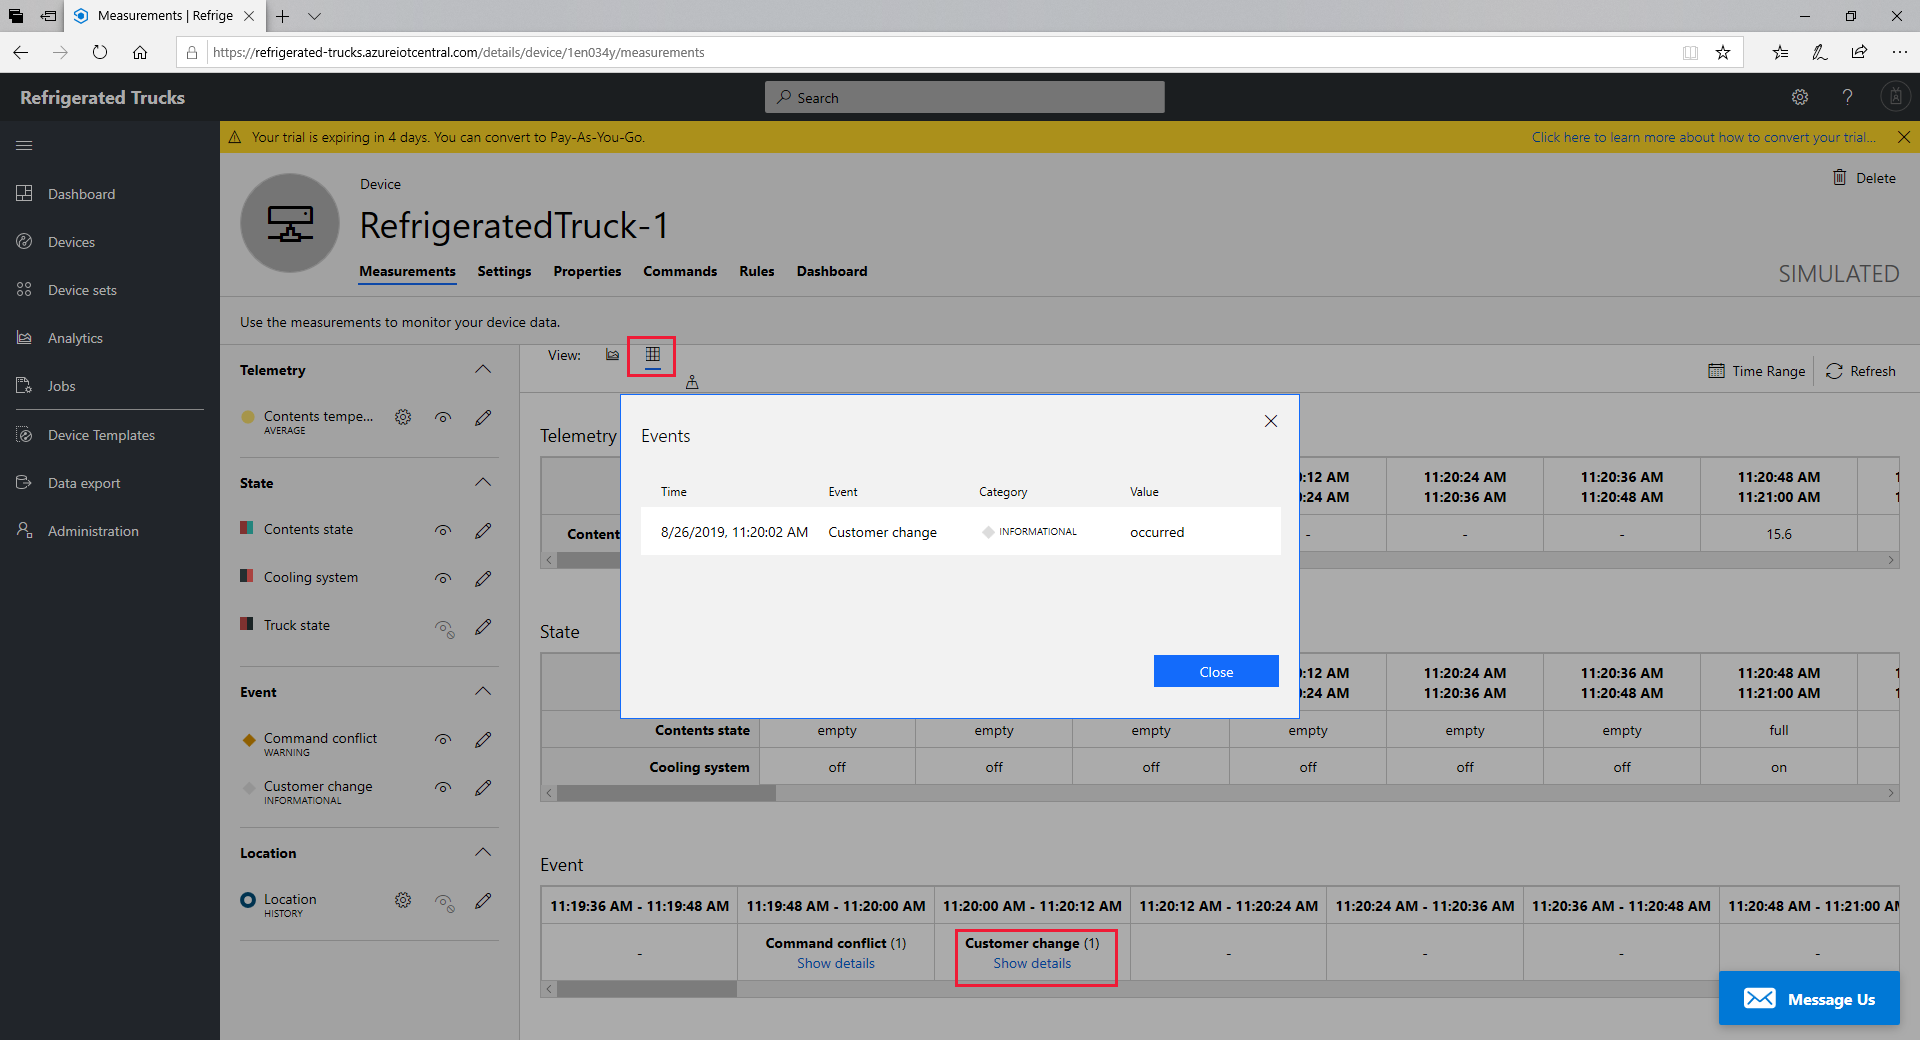 Measurements | Refrige
https://refrigerated-trucks.azureiotcentral.com/details/device/1en034y/measurements
Refrigerated Trucks
Search
Your trial is expiring in 4 days. You can convert to Pay-As-You-Go.
Click here to learn more about how to convert your trial...
Dashboard
Devices
Device sets
Analytics
Jobs
Device Templates
Data export
Administration
Device
RefrigeratedTruck-1
Delete
Measurements Settings Properties Commands Rules Dashboard
SIMULATED
Use the measurements to monitor your device data.
Telemetry
Contents tempe...
AVERAGE
State
Contents state
Cooling system
Truck state
Event
Command conflict
WARNING
Customer change
INFORMATIONAL
Location
Location
HISTORY
View:
Time Range
Refresh
Telemetry
:12 AM 11:20:24 AM 11:20:36 AM 11:20:48 AM
:24 AM 11:20:36 AM 11:20:48 AM 11:21:00 AM
Content - - - 15.6
Events
Time Event Category Value
8/26/2019, 11:20:02 AM Customer change INFORMATIONAL occurred
Close
State
:12 AM 11:20:24 AM 11:20:36 AM 11:20:48 AM
:24 AM 11:20:36 AM 11:20:48 AM 11:21:00 AM
Contents state empty empty empty empty empty empty full
Cooling system off off off off off off on
Event
11:19:36 AM - 11:19:48 AM 11:19:48 AM - 11:20:00 AM 11:20:00 AM - 11:20:12 AM 11:20:12 AM - 11:20:24 AM 11:20:24 AM - 11:20:36 AM 11:20:36 AM - 11:20:48 AM 11:20:48 AM - 11:21:00 AM
- Command conflict (1) Customer change (1) - - - -
Show details Show details
Message Us